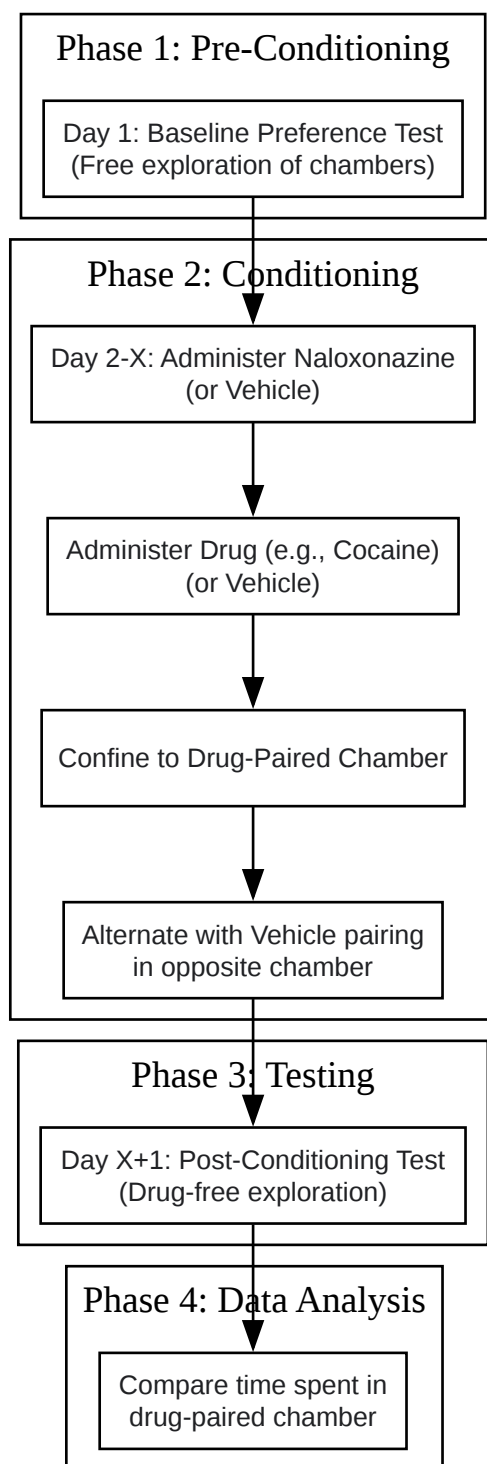 Phase 1: Pre-Conditioning
Day 1: Baseline Preference Test
(Free exploration of chambers)
Phase 2: Conditioning
Day 2-X: Administer Naloxonazine
(or Vehicle)
Administer Drug (e.g., Cocaine)
(or Vehicle)
Confine to Drug-Paired Chamber
Alternate with Vehicle pairing
in opposite chamber
Phase 3: Testing
Day X+1: Post-Conditioning Test
(Drug-free exploration)
Phase 4: Data Analysis
Compare time spent in
drug-paired chamber